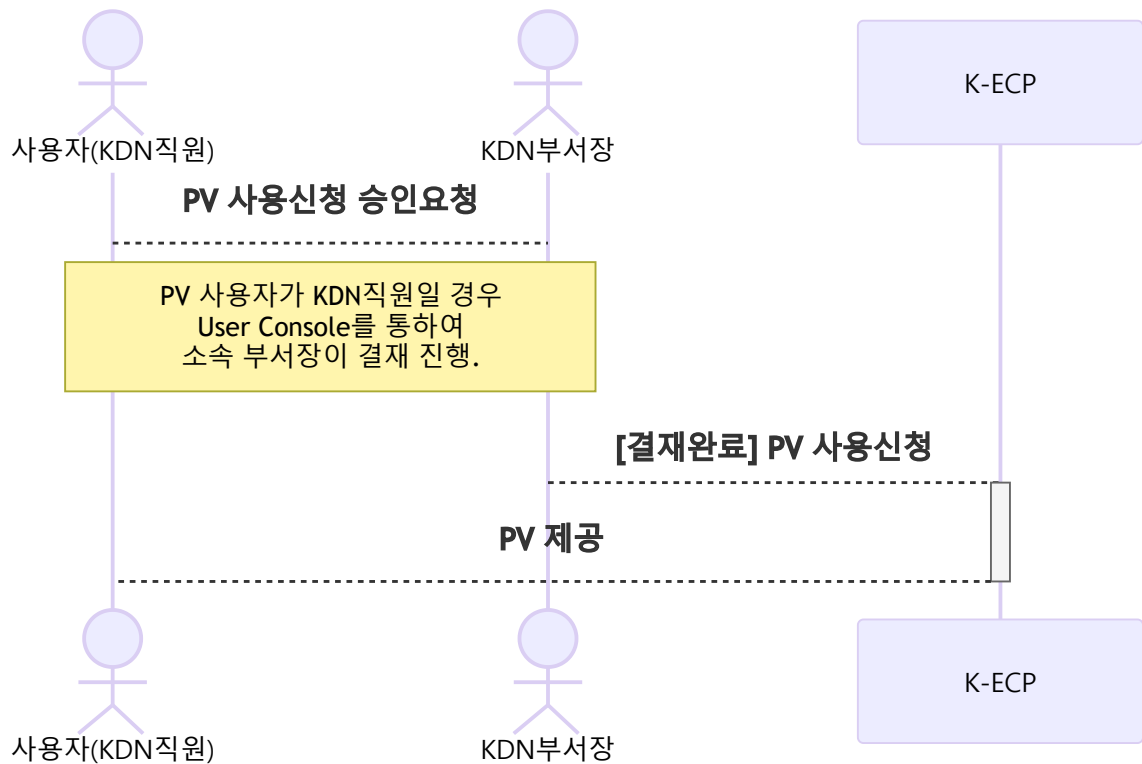 사용자(KDN직원)
KDN부서장
K-ECP
PV 사용신청 승인요청
PV 사용자가 KDN직원일 경우
User Console를 통하여
소속 부서장이 결재 진행.
[결재완료] PV 사용신청
PV 제공
사용자(KDN직원)
KDN부서장
K-ECP